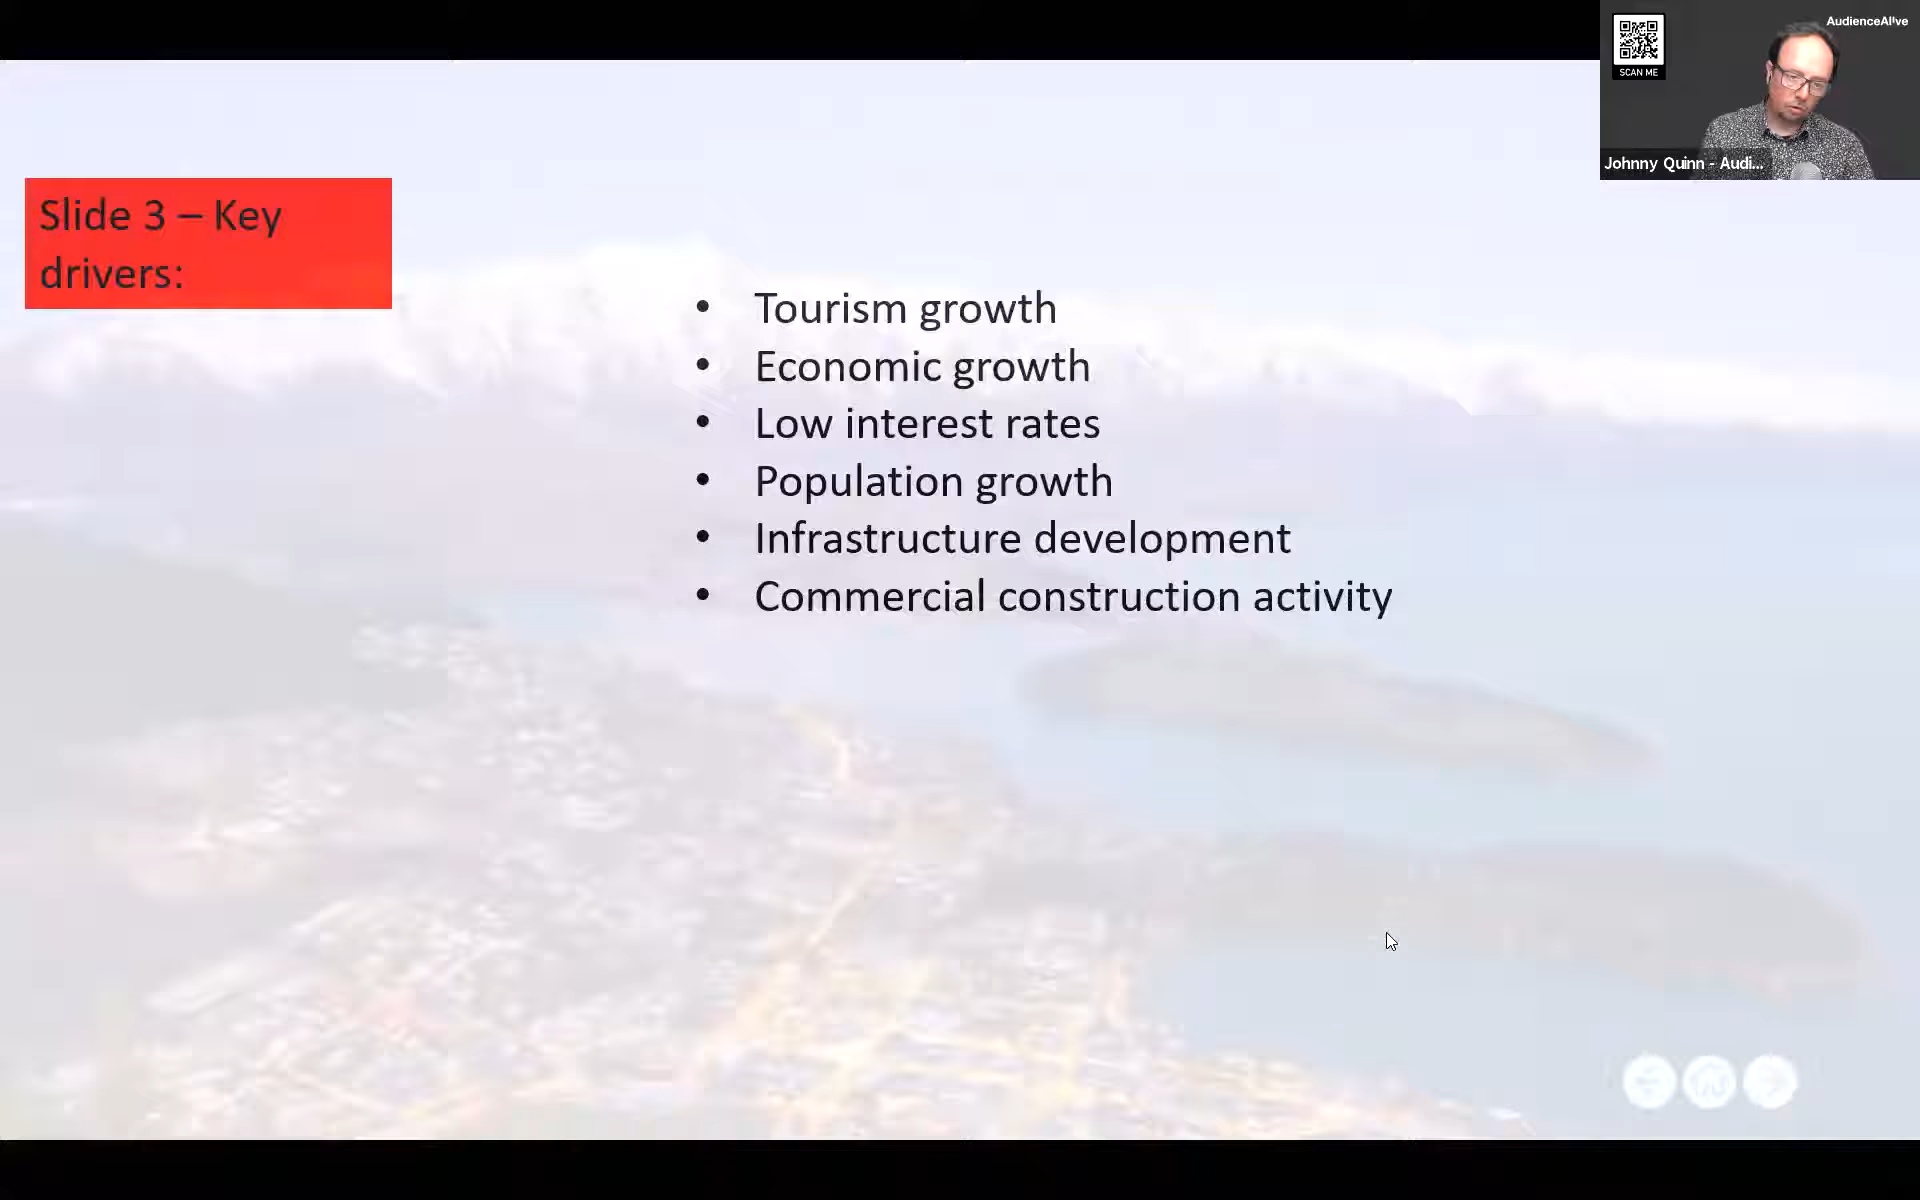 AudienceAlive
SCAN ME
Johnny Quinn - Audi...
Slide 3 – Key
drivers:
• Tourism growth
• Economic growth
• Low interest rates
• Population growth
• Infrastructure development
• Commercial construction activity